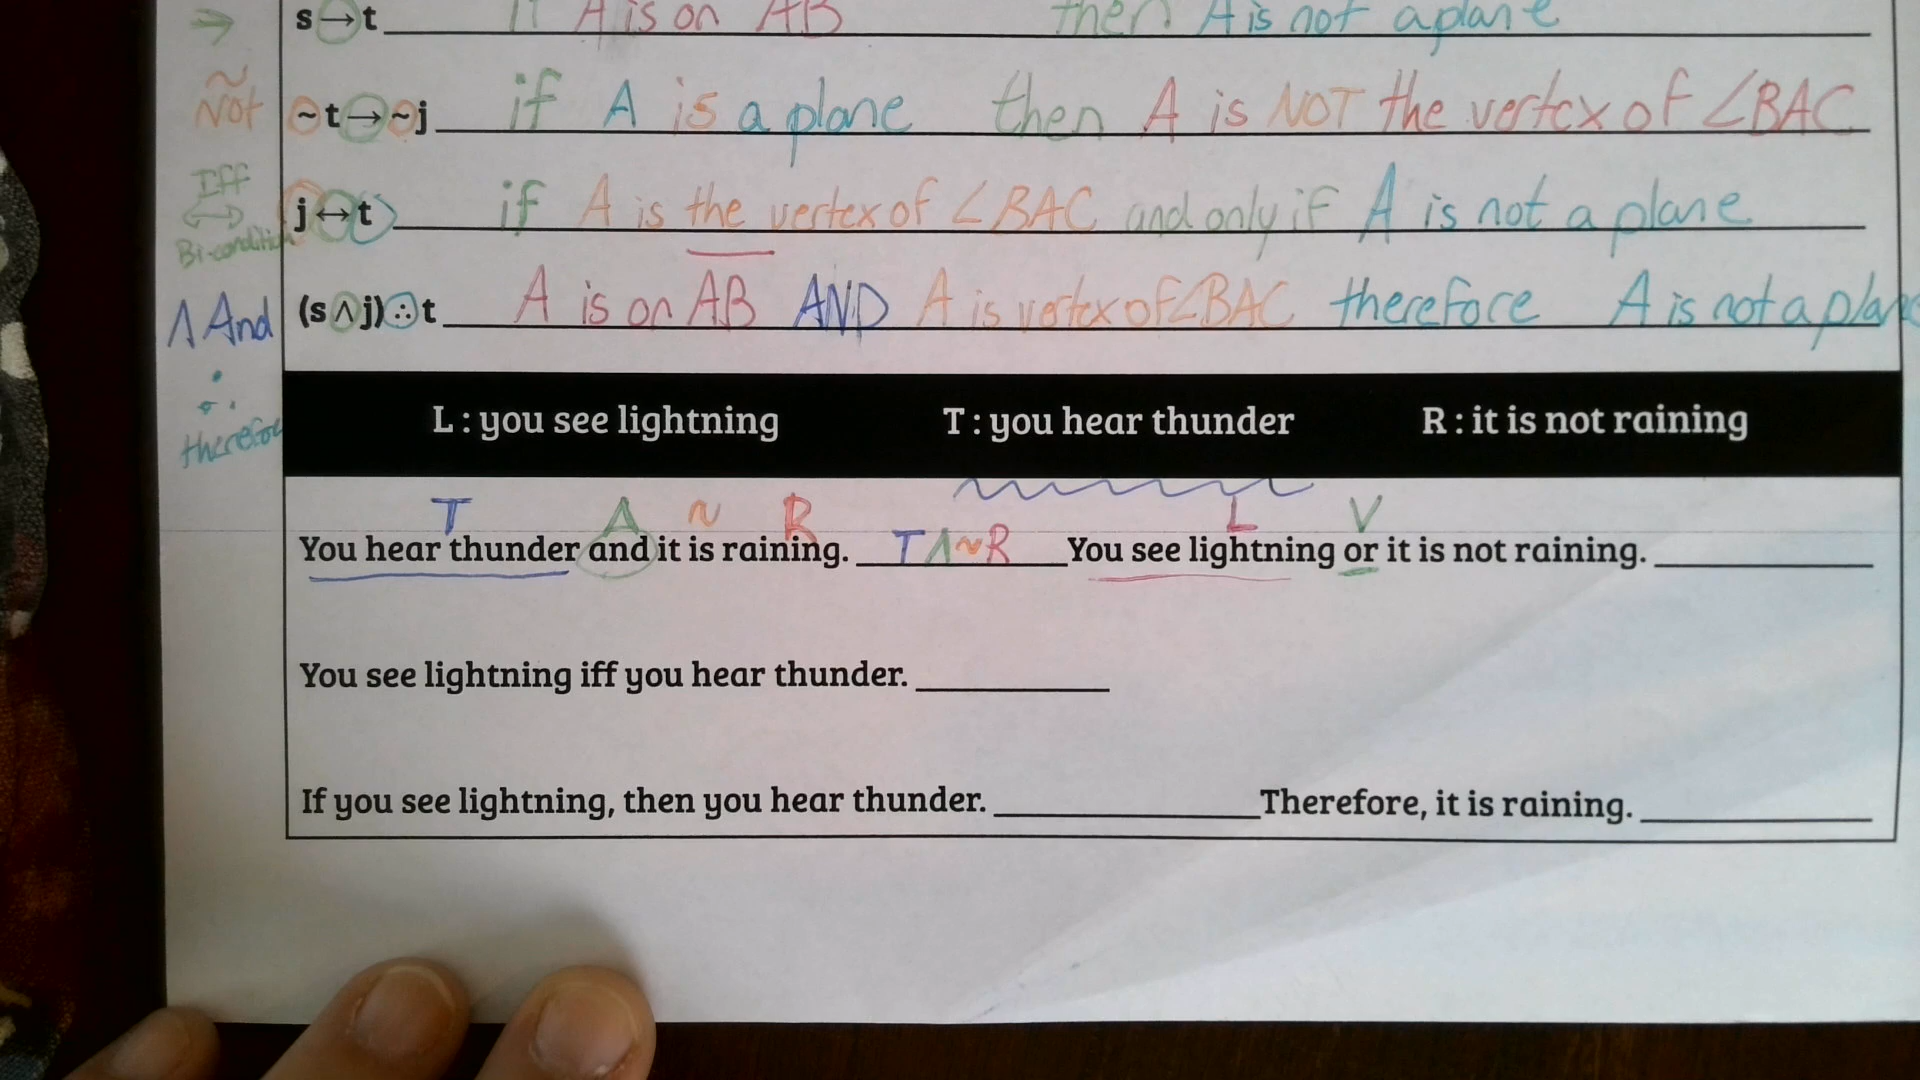 → s→t if A is on AB then A is not a plane
~
Not ~t→~j if A is a plane then A is NOT the vertex of ∠BAC
Iff
↔ j↔t if A is the vertex of ∠BAC and only if A is not a plane
Bi-condition
∧ And (s∧j)∴t A is on AB AND A is vertex of ∠BAC therefore A is not a plane
∴
therefor
L : you see lightning T : you hear thunder R : it is not raining
T ∧ ~ R L V
You hear thunder and it is raining. T∧~R You see lightning or it is not raining.
You see lightning iff you hear thunder.
If you see lightning, then you hear thunder. Therefore, it is raining.